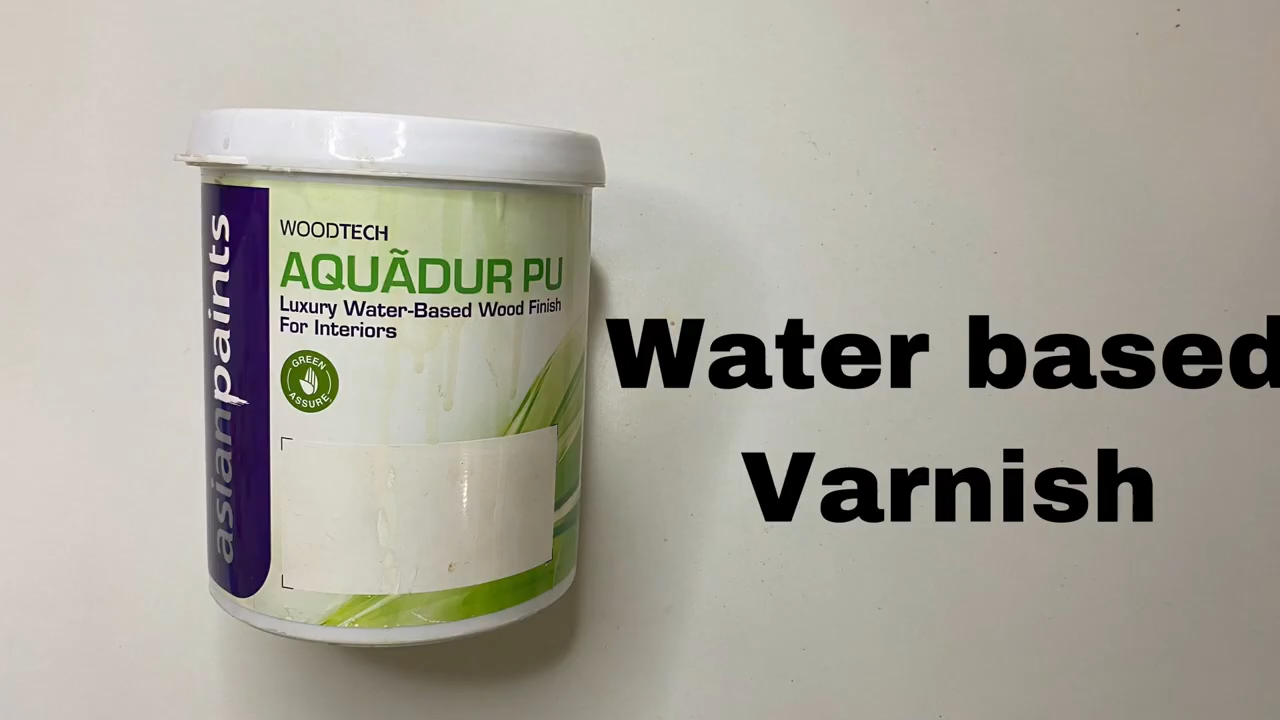 asianpaints
WOODTECH
AQUÃDUR PU
Luxury Water-Based Wood Finish
For Interiors
GREEN
ASSURE
Water based
Varnish